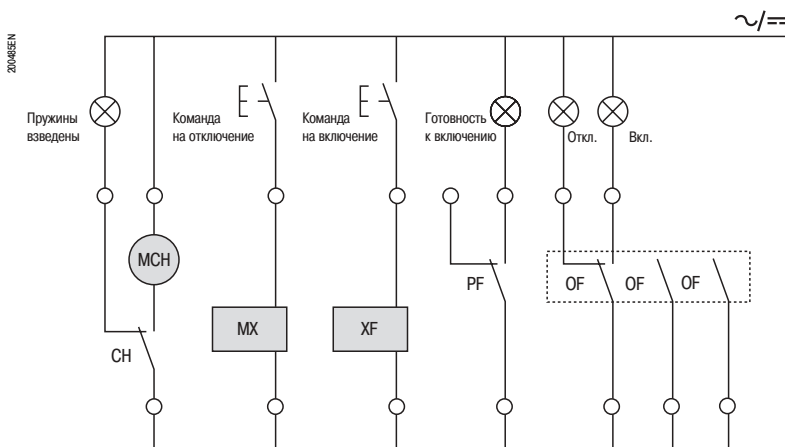 ~/==
200485EN
Пружины
взведены
Команда
на отключение
Команда
на включение
Готовность
к включению
Откл.
Вкл.
MCH
PF
OF
OF
OF
MX
XF
CH